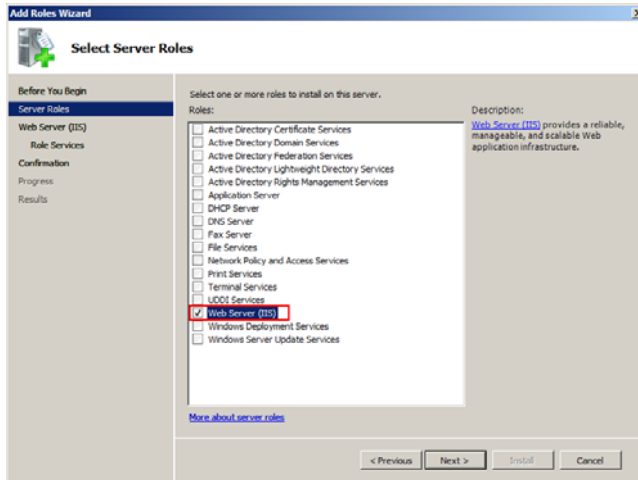 Add Roles Wizard
Select Server Roles
Before You Begin
Server Roles
Web Server (IIS)
Role Services
Confirmation
Progress
Results
Select one or more roles to install on this server.
Roles:
Active Directory Certificate Services
Active Directory Domain Services
Active Directory Federation Services
Active Directory Lightweight Directory Services
Active Directory Rights Management Services
Application Server
DHCP Server
DNS Server
Fax Server
File Services
Network Policy and Access Services
Print Services
Terminal Services
UDDI Services
Web Server (IIS)
Windows Deployment Services
Windows Server Update Services
More about server roles
Description:
Web Server (IIS) provides a reliable,
manageable, and scalable Web
application infrastructure.
< Previous
Next >
Install
Cancel